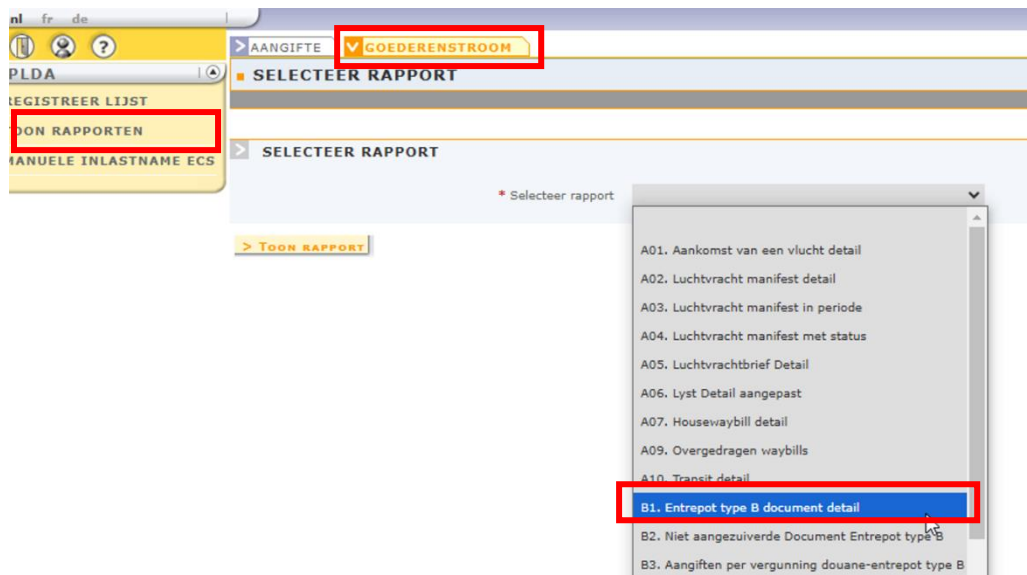 nl fr de
?
AANGIFTE GOEDERENSTROOM
PLDA
SELECTEER RAPPORT
REGISTREER LIJST
TOON RAPPORTEN
MANUELE INLASTNAME ECS
SELECTEER RAPPORT
* Selecteer rapport
> TOON RAPPORT
A01. Aankomst van een vlucht detail
A02. Luchtvracht manifest detail
A03. Luchtvracht manifest in periode
A04. Luchtvracht manifest met status
A05. Luchtvrachtbrief Detail
A06. Lyst Detail aangepast
A07. Housewaybill detail
A09. Overgedragen waybills
A10. Transit detail
B1. Entrepot type B document detail
B2. Niet aangezuiverde Document Entrepot type B
B3. Aangiften per vergunning douane-entrepot type B